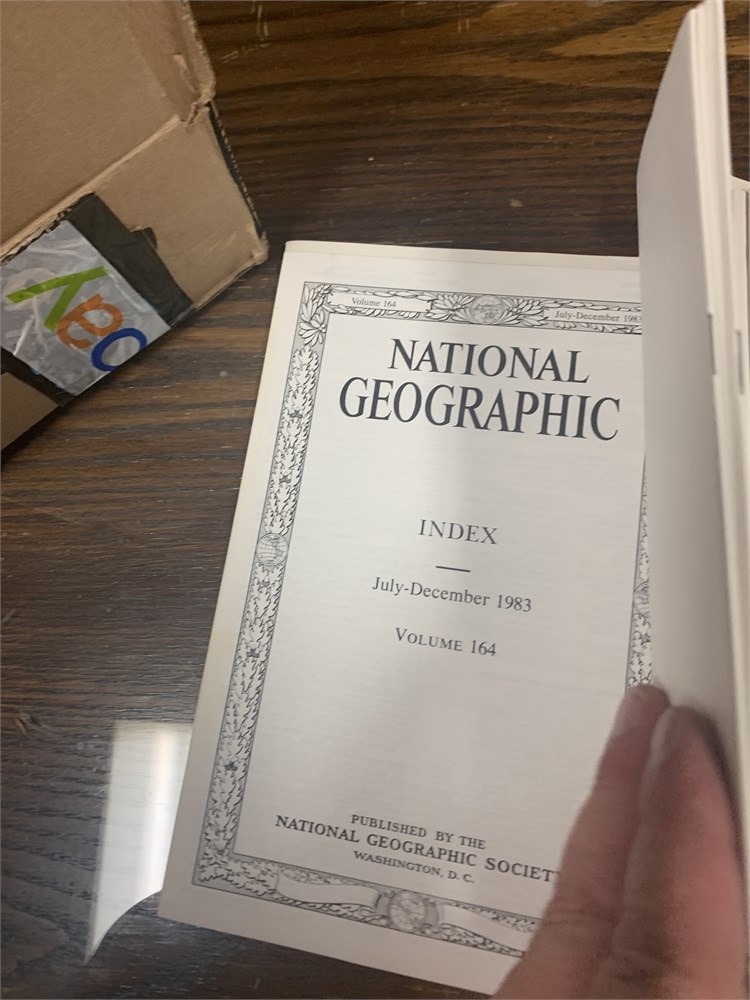 Volume 164
July-December 1983
NATIONAL
GEOGRAPHIC
INDEX
July-December 1983
VOLUME 164
PUBLISHED BY THE
NATIONAL GEOGRAPHIC SOCIETY
WASHINGTON, D. C.